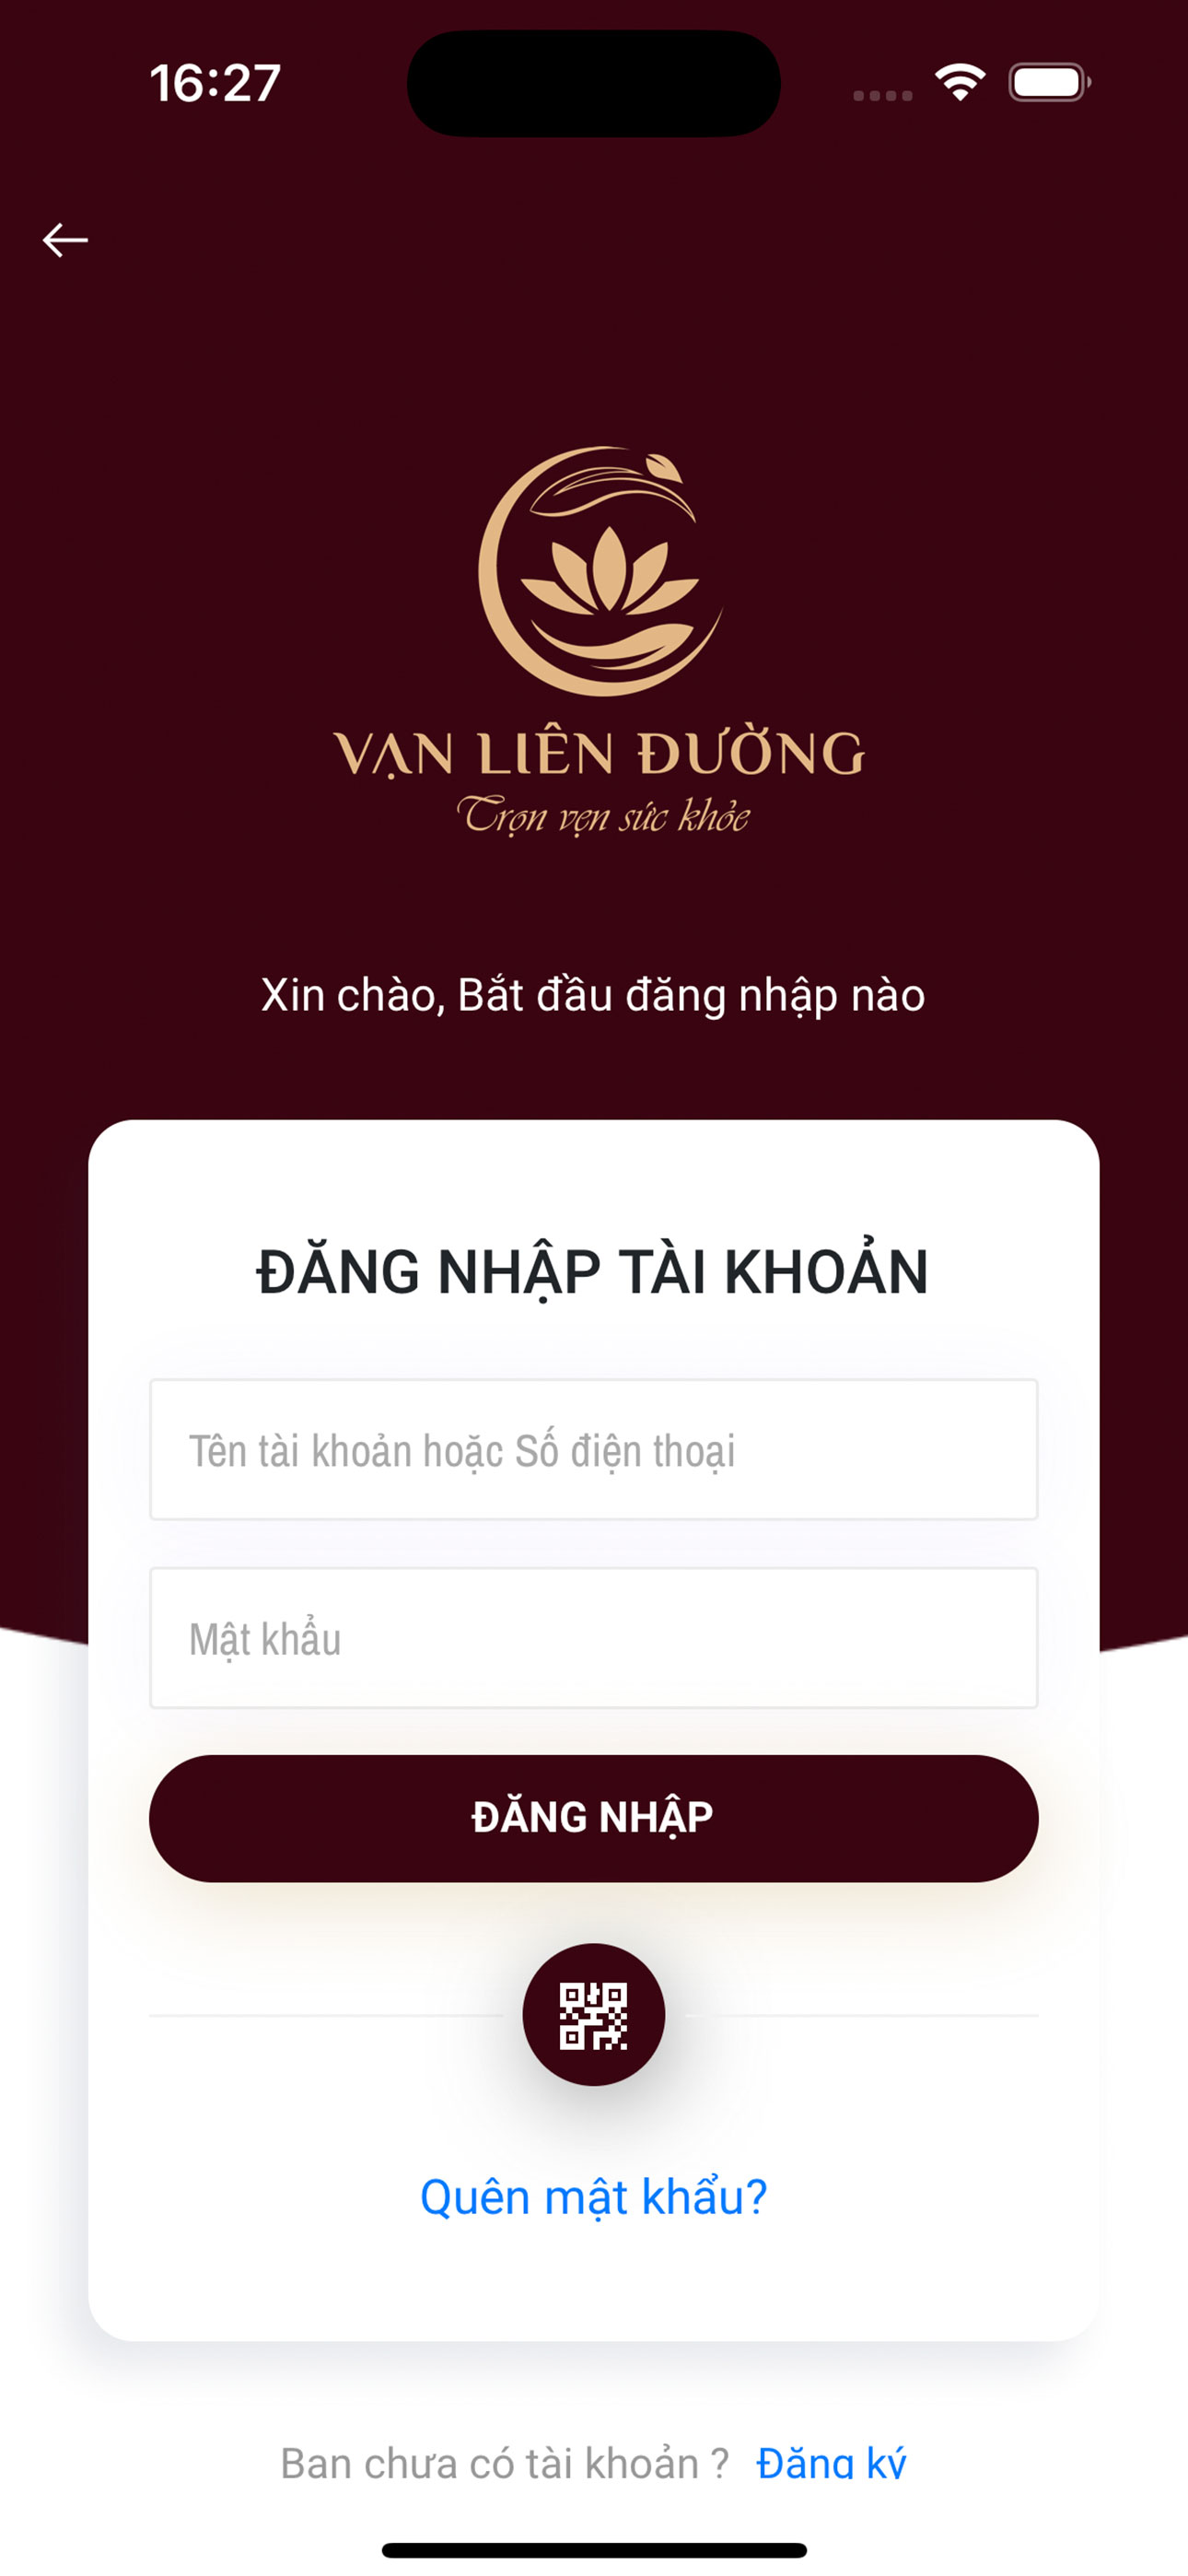 16:27
VẠN LIÊN ĐƯỜNG
Trọn vẹn sức khỏe
Xin chào, Bắt đầu đăng nhập nào
ĐĂNG NHẬP TÀI KHOẢN
Tên tài khoản hoặc Số điện thoại
Mật khẩu
ĐĂNG NHẬP
Quên mật khẩu?
Bạn chưa có tài khoản ? Đăng ký